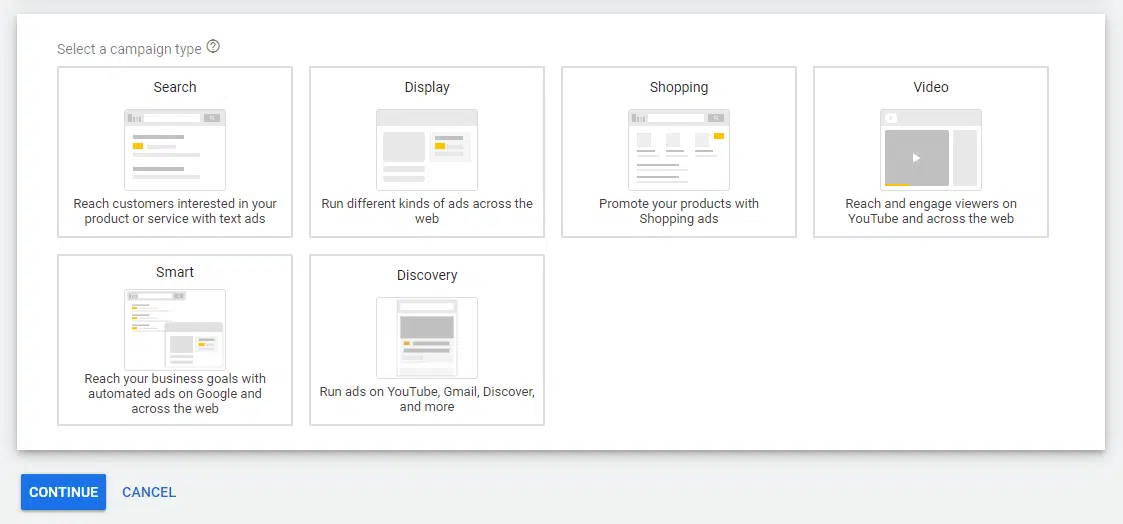 Select a campaign type
Search
Reach customers interested in your
product or service with text ads
Display
Run different kinds of ads across the
web
Shopping
Promote your products with
Shopping ads
Video
Reach and engage viewers on
YouTube and across the web
Smart
Reach your business goals with
automated ads on Google and
across the web
Discovery
Run ads on YouTube, Gmail, Discover,
and more
CONTINUE
CANCEL